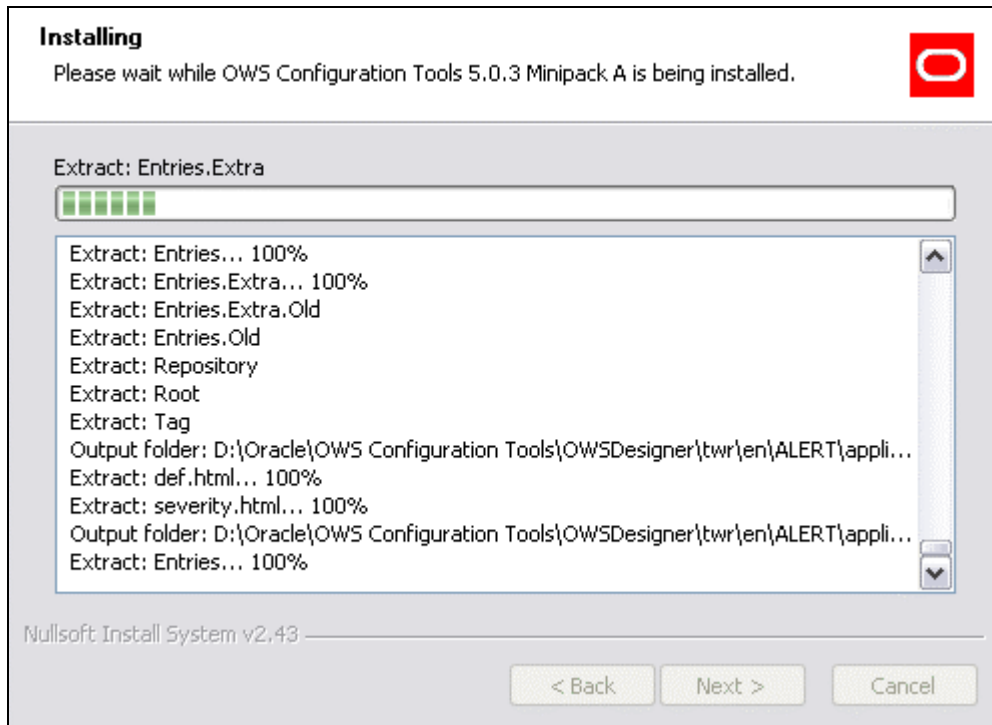 Installing
Please wait while OWS Configuration Tools 5.0.3 Minipack A is being installed.
Extract: Entries.Extra
Extract: Entries... 100%
Extract: Entries.Extra... 100%
Extract: Entries.Extra.Old
Extract: Entries.Old
Extract: Repository
Extract: Root
Extract: Tag
Output folder: D:\Oracle\OWS Configuration Tools\OWSDesigner\twr\en\ALERT\appli...
Extract: def.html... 100%
Extract: severity.html... 100%
Output folder: D:\Oracle\OWS Configuration Tools\OWSDesigner\twr\en\ALERT\appli...
Extract: Entries... 100%
Nullsoft Install System v2.43
< Back Next > Cancel